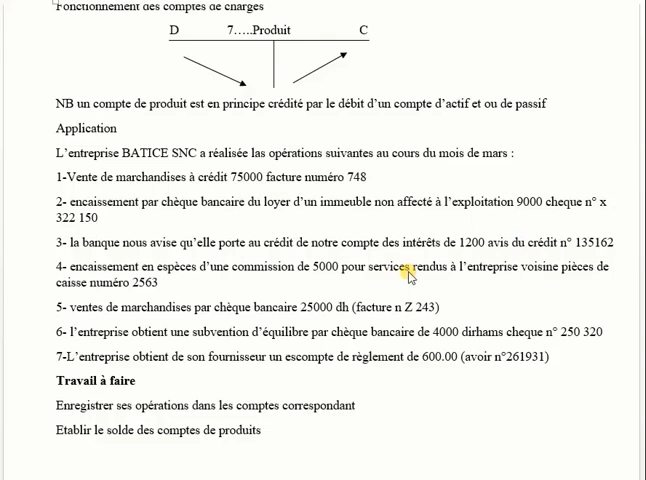 Fonctionnement des comptes de charges
D 7…..Produit C
NB un compte de produit est en principe crédité par le débit d’un compte d’actif et ou de passif
Application
L’entreprise BATICE SNC a réalisée las opérations suivantes au cours du mois de mars :
1-Vente de marchandises à crédit 75000 facture numéro 748
2- encaissement par chèque bancaire du loyer d’un immeuble non affecté à l’exploitation 9000 cheque n° x
322 150
3- la banque nous avise qu’elle porte au crédit de notre compte des intérêts de 1200 avis du crédit n° 135162
4- encaissement en espèces d’une commission de 5000 pour services rendus à l’entreprise voisine pièces de
caisse numéro 2563
5- ventes de marchandises par chèque bancaire 25000 dh (facture n Z 243)
6- l’entreprise obtient une subvention d’équilibre par chèque bancaire de 4000 dirhams cheque n° 250 320
7-L’entreprise obtient de son fournisseur un escompte de règlement de 600.00 (avoir n°261931)
Travail à faire
Enregistrer ses opérations dans les comptes correspondant
Etablir le solde des comptes de produits